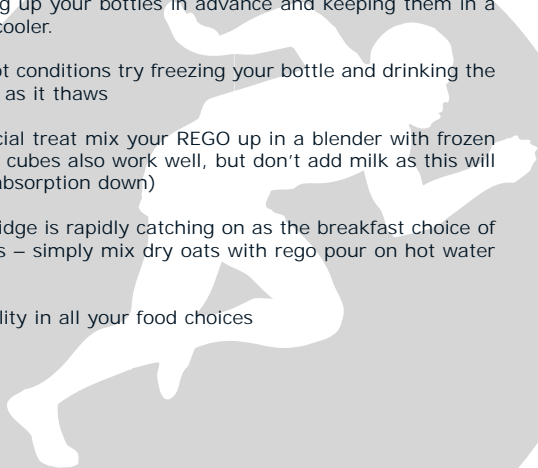 g up your bottles in advance and keeping them in a
cooler.
ot conditions try freezing your bottle and drinking the
as it thaws
cial treat mix your REGO up in a blender with frozen
cubes also work well, but don't add milk as this will
absorption down)
idge is rapidly catching on as the breakfast choice of
s – simply mix dry oats with rego pour on hot water
lity in all your food choices